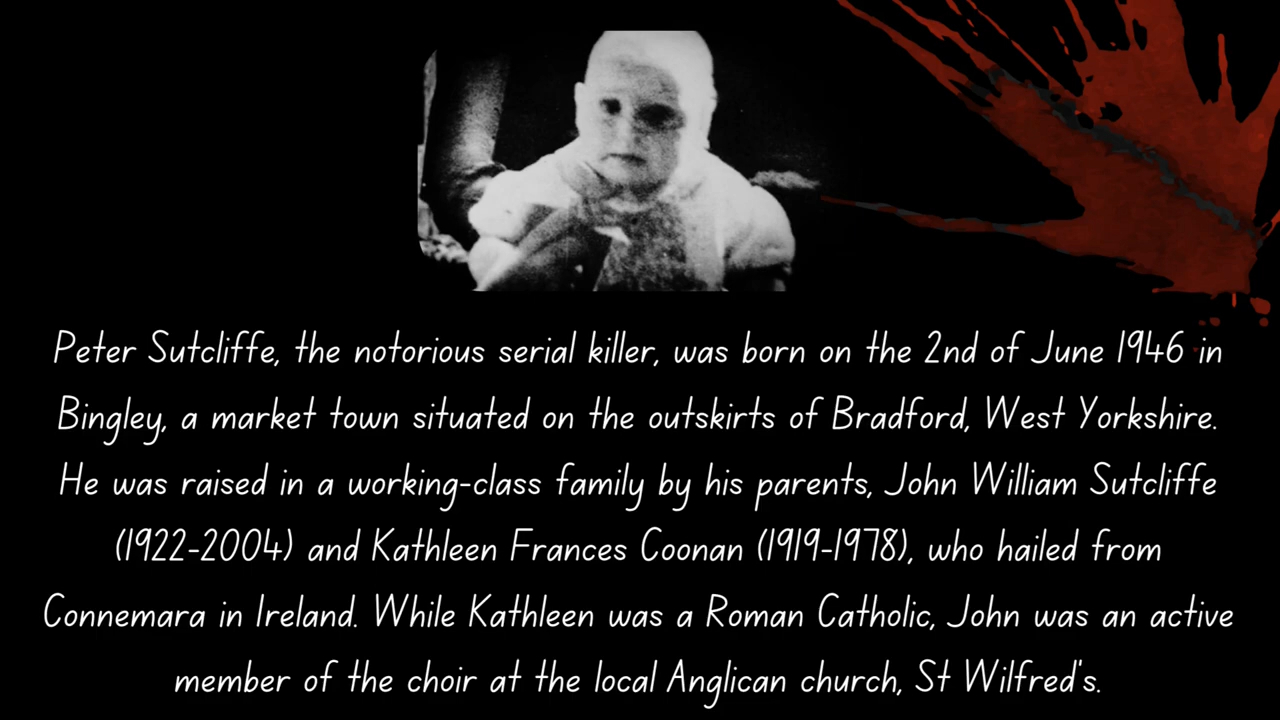 Peter Sutcliffe, the notorious serial killer, was born on the 2nd of June 1946 in
Bingley, a market town situated on the outskirts of Bradford, West Yorkshire.
He was raised in a working-class family by his parents, John William Sutcliffe
(1922-2004) and Kathleen Frances Coonan (1919-1978), who hailed from
Connemara in Ireland. While Kathleen was a Roman Catholic, John was an active
member of the choir at the local Anglican church, St Wilfred's.